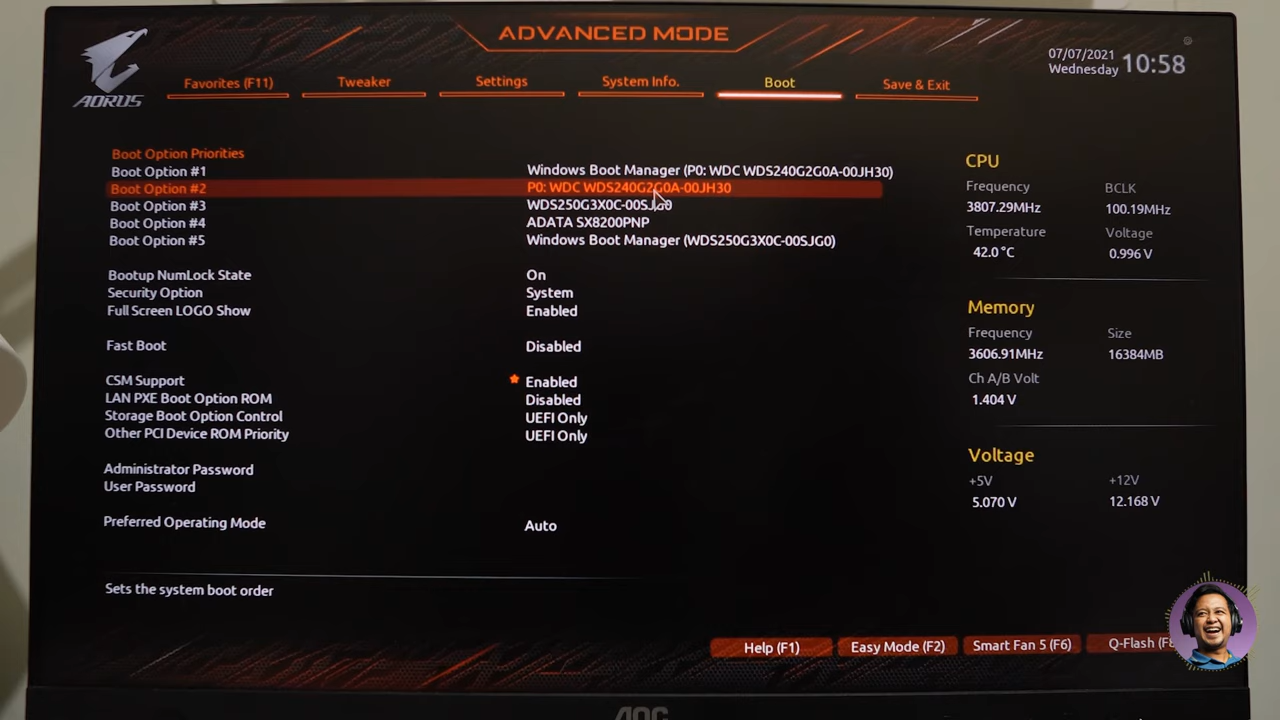 ADVANCED MODE
07/07/2021
Wednesday 10:58
AORUS
Favorites (F11) Tweaker Settings System Info. Boot Save & Exit
Boot Option Priorities
Boot Option #1 Windows Boot Manager (P0: WDC WDS240G2G0A-00JH30)
Boot Option #2 P0: WDC WDS240G2G0A-00JH30
Boot Option #3 WDS250G3X0C-00SJG0
Boot Option #4 ADATA SX8200PNP
Boot Option #5 Windows Boot Manager (WDS250G3X0C-00SJG0)
Bootup NumLock State On
Security Option System
Full Screen LOGO Show Enabled
Fast Boot Disabled
CSM Support Enabled
LAN PXE Boot Option ROM Disabled
Storage Boot Option Control UEFI Only
Other PCI Device ROM Priority UEFI Only
Administrator Password
User Password
Preferred Operating Mode Auto
Sets the system boot order
CPU
Frequency BCLK
3807.29MHz 100.19MHz
Temperature Voltage
42.0 °C 0.996 V
Memory
Frequency Size
3606.91MHz 16384MB
Ch A/B Volt
1.404 V
Voltage
+5V +12V
5.070 V 12.168 V
Help (F1) Easy Mode (F2) Smart Fan 5 (F6) Q-Flash (F8
AOC